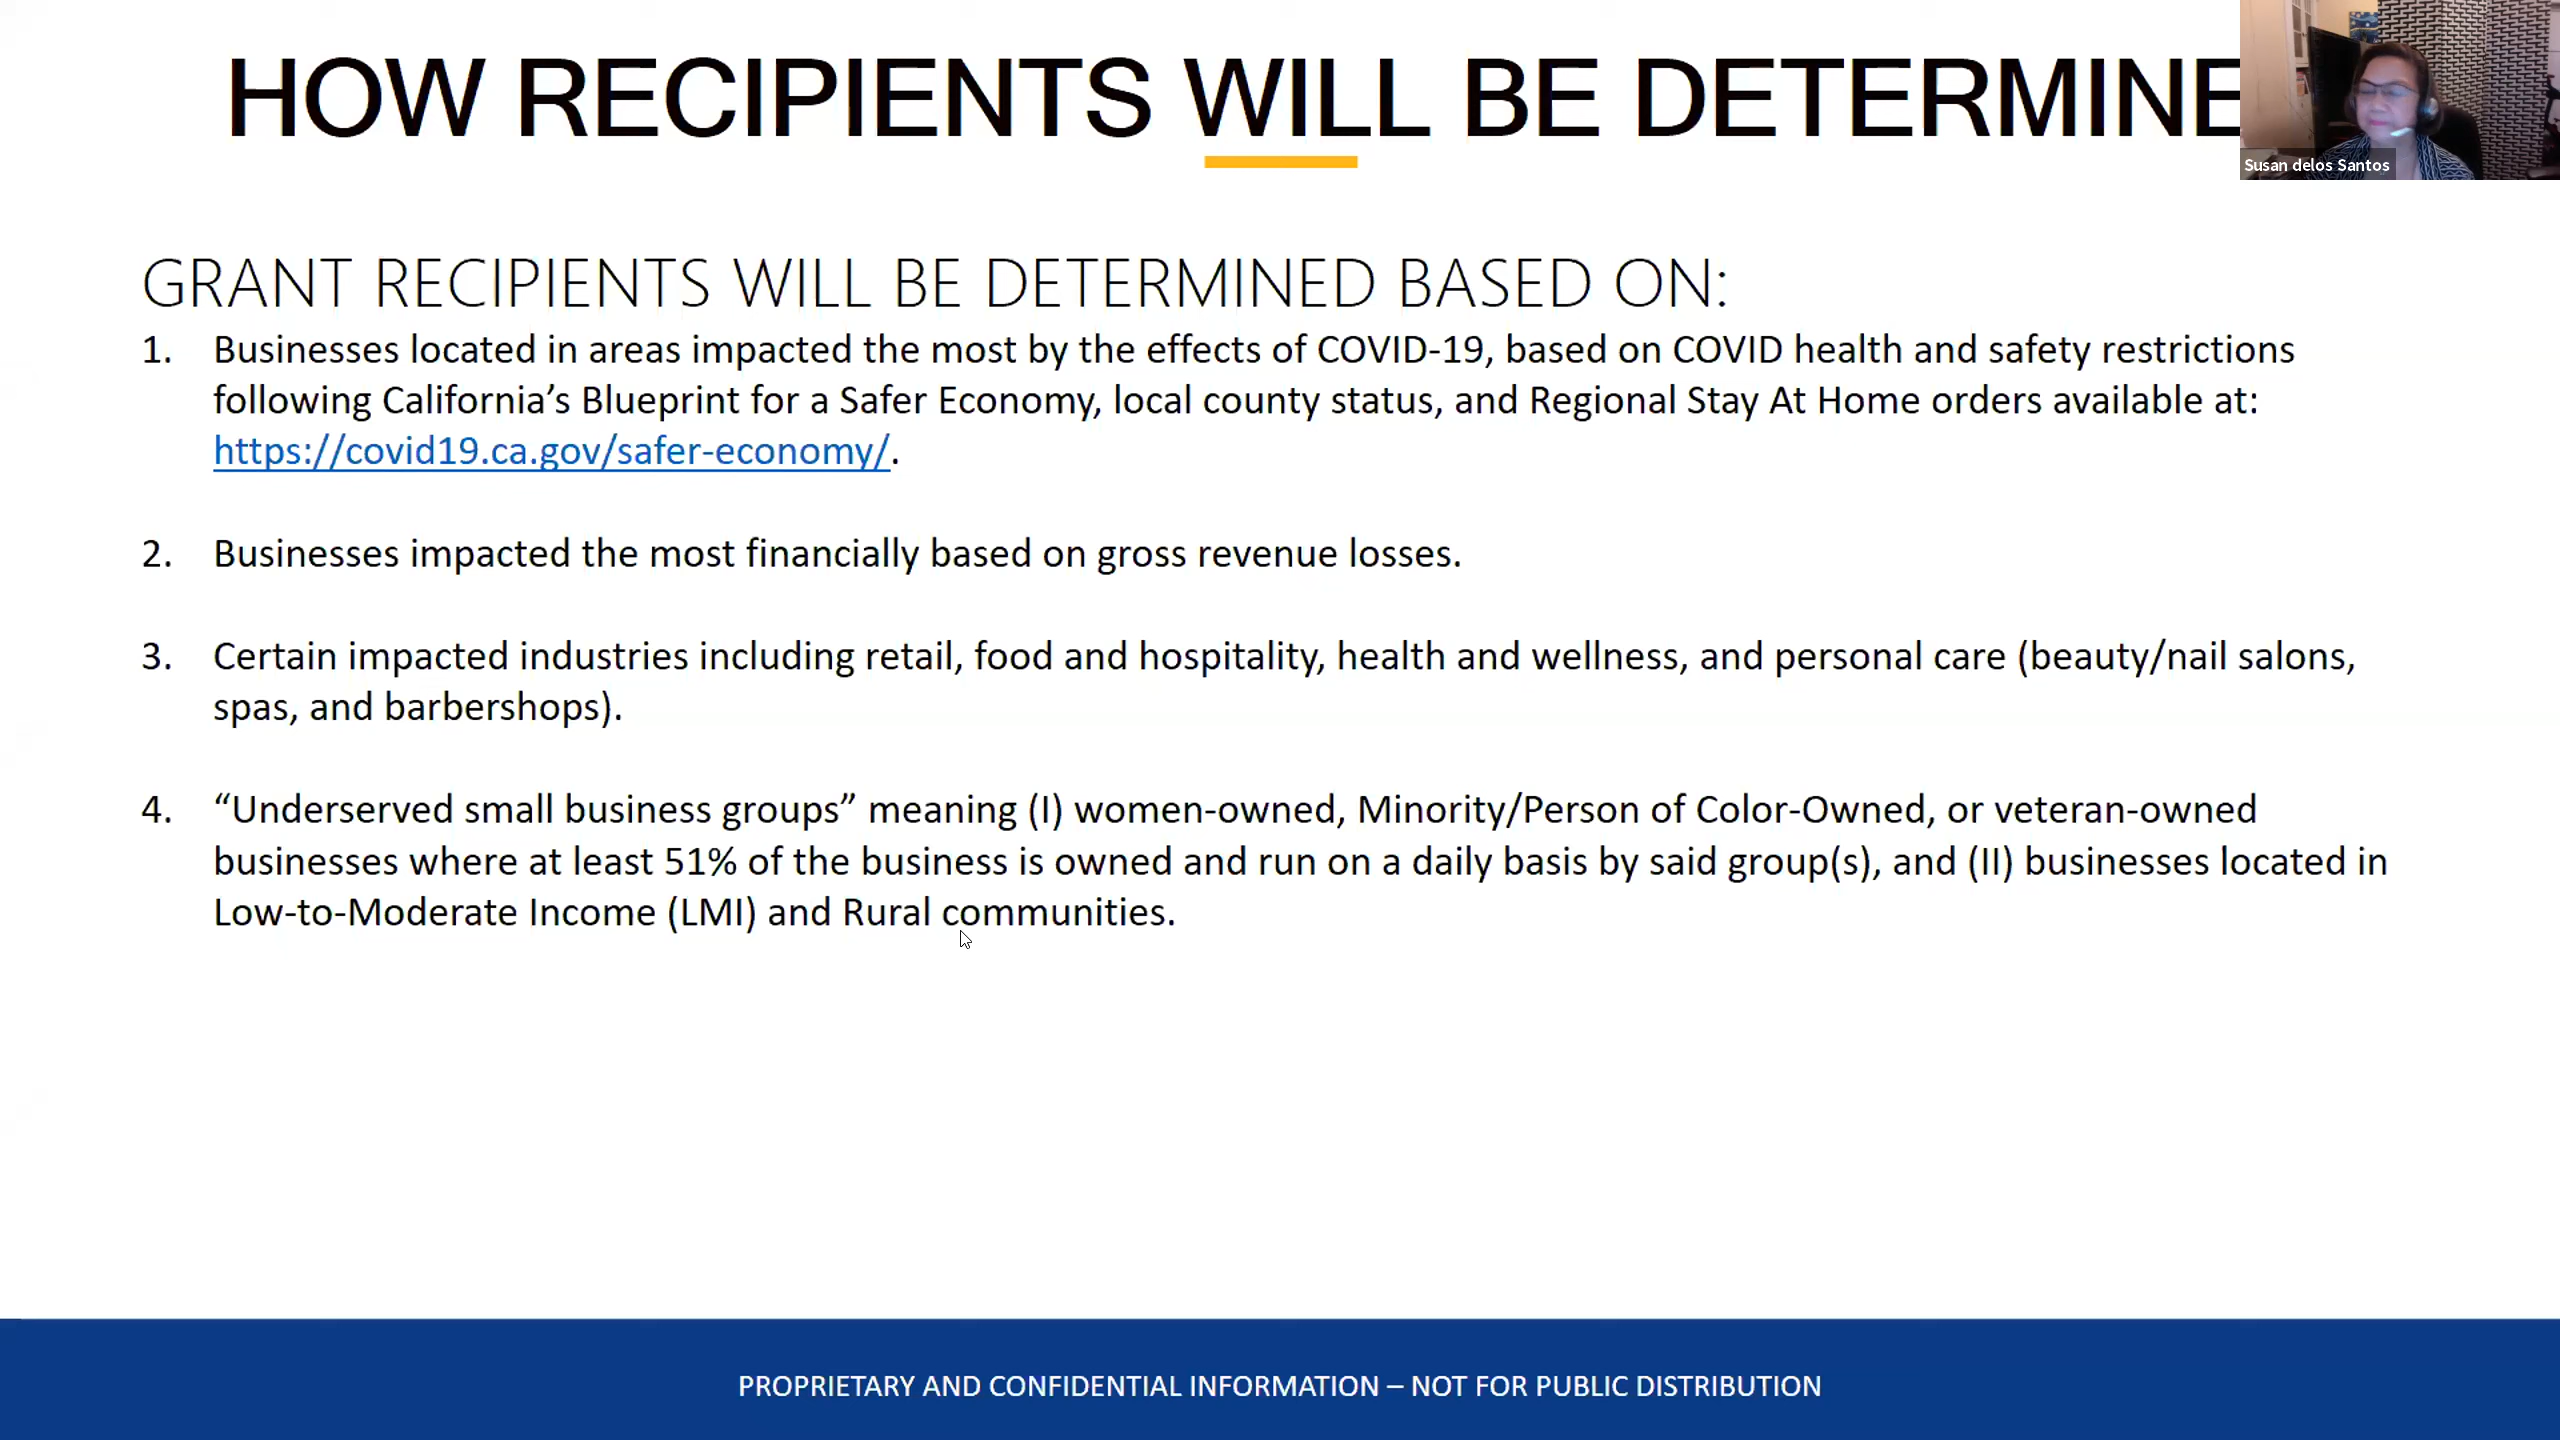 HOW RECIPIENTS WILL BE DETERMINE
Susan delos Santos
GRANT RECIPIENTS WILL BE DETERMINED BASED ON:
1. Businesses located in areas impacted the most by the effects of COVID-19, based on COVID health and safety restrictions
following California’s Blueprint for a Safer Economy, local county status, and Regional Stay At Home orders available at:
https://covid19.ca.gov/safer-economy/.
2. Businesses impacted the most financially based on gross revenue losses.
3. Certain impacted industries including retail, food and hospitality, health and wellness, and personal care (beauty/nail salons,
spas, and barbershops).
4. “Underserved small business groups” meaning (I) women-owned, Minority/Person of Color-Owned, or veteran-owned
businesses where at least 51% of the business is owned and run on a daily basis by said group(s), and (II) businesses located in
Low-to-Moderate Income (LMI) and Rural communities.
PROPRIETARY AND CONFIDENTIAL INFORMATION – NOT FOR PUBLIC DISTRIBUTION